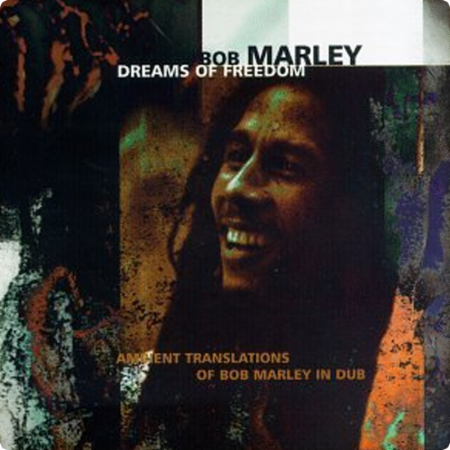 BOB MARLEY
DREAMS OF FREEDOM
AMBIENT TRANSLATIONS
OF BOB MARLEY IN DUB